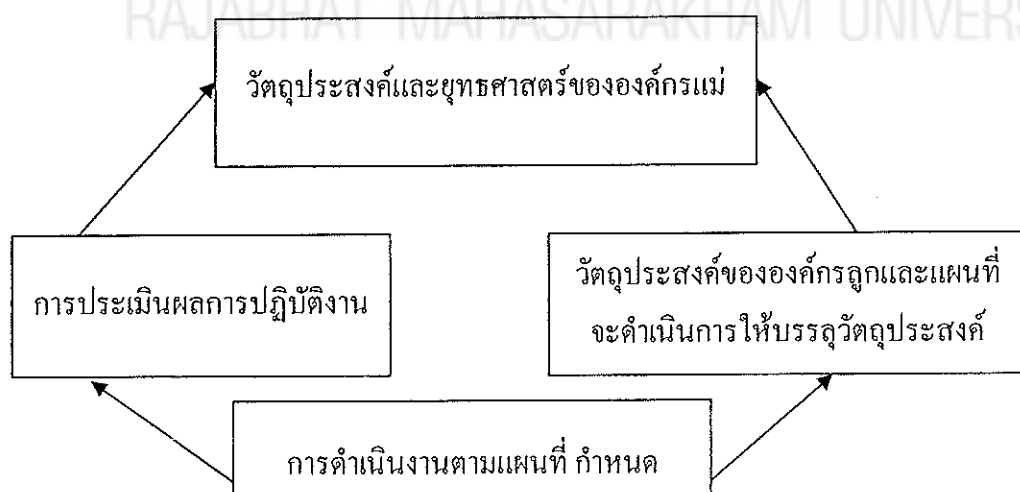 RAJABHAT MAHASARAKHAM UNIVERS
วัตถุประสงค์และยุทธศาสตร์ขององค์กรแม่
การประเมินผลการปฏิบัติงาน
วัตถุประสงค์ขององค์กรลูกและแผนที่
จะดำเนินการให้บรรลุวัตถุประสงค์
การดำเนินงานตามแผนที่ กำหนด